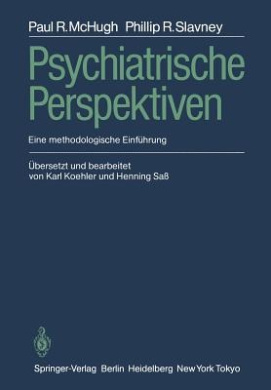 Paul R. McHugh Phillip R. Slavney
Psychiatrische
Perspektiven
Eine methodologische Einführung
Übersetzt und bearbeitet
von Karl Koehler und Henning Saß
Springer-Verlag Berlin Heidelberg New York Tokyo